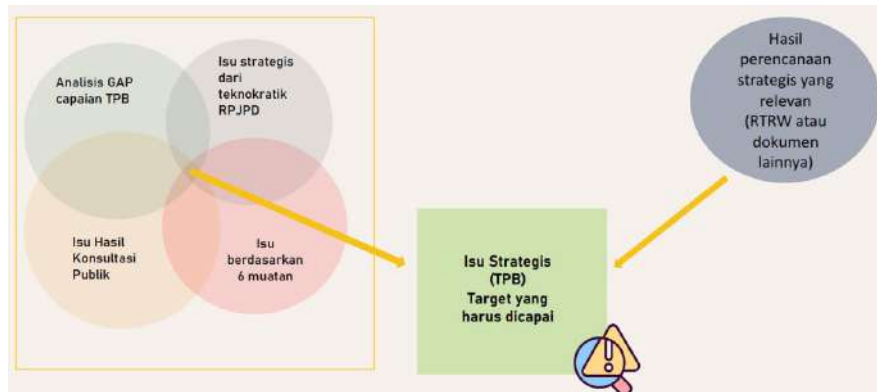 Analisis GAP
capaian TPB
Isu strategis
dari
teknokratik
RPJPD
Isu Hasil
Konsultasi
Publik
Isu
berdasarkan
6 muatan
Isu Strategis
(TPB)
Target yang
harus dicapai
Hasil
perencanaan
strategis yang
relevan
(RTRW atau
dokumen
lainnya)